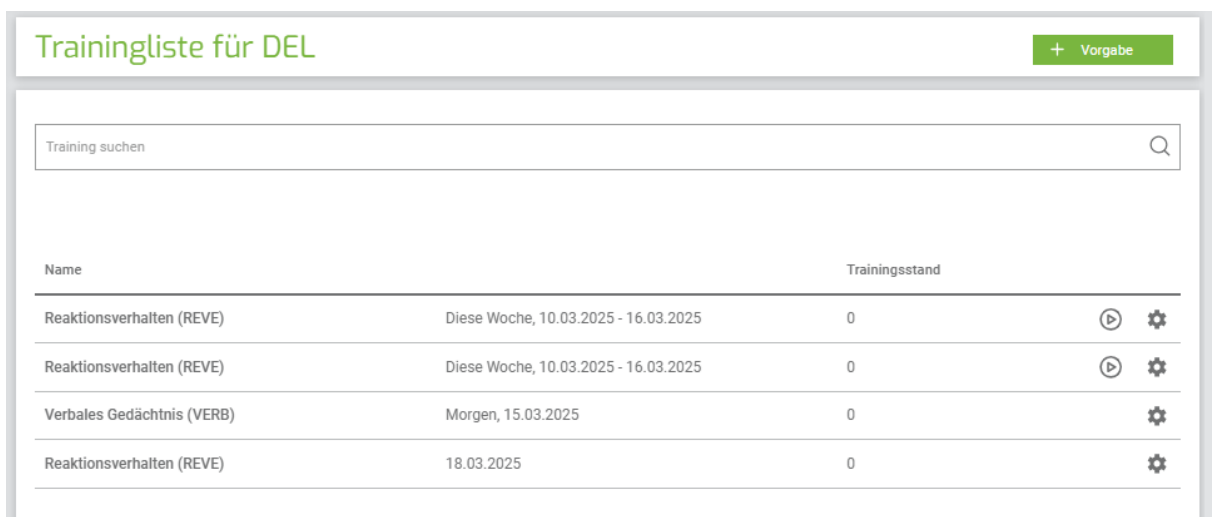 Trainingliste für DEL
+ Vorgabe
Training suchen
Name Trainingsstand
Reaktionsverhalten (REVE) Diese Woche, 10.03.2025 - 16.03.2025 0
Reaktionsverhalten (REVE) Diese Woche, 10.03.2025 - 16.03.2025 0
Verbales Gedächtnis (VERB) Morgen, 15.03.2025 0
Reaktionsverhalten (REVE) 18.03.2025 0